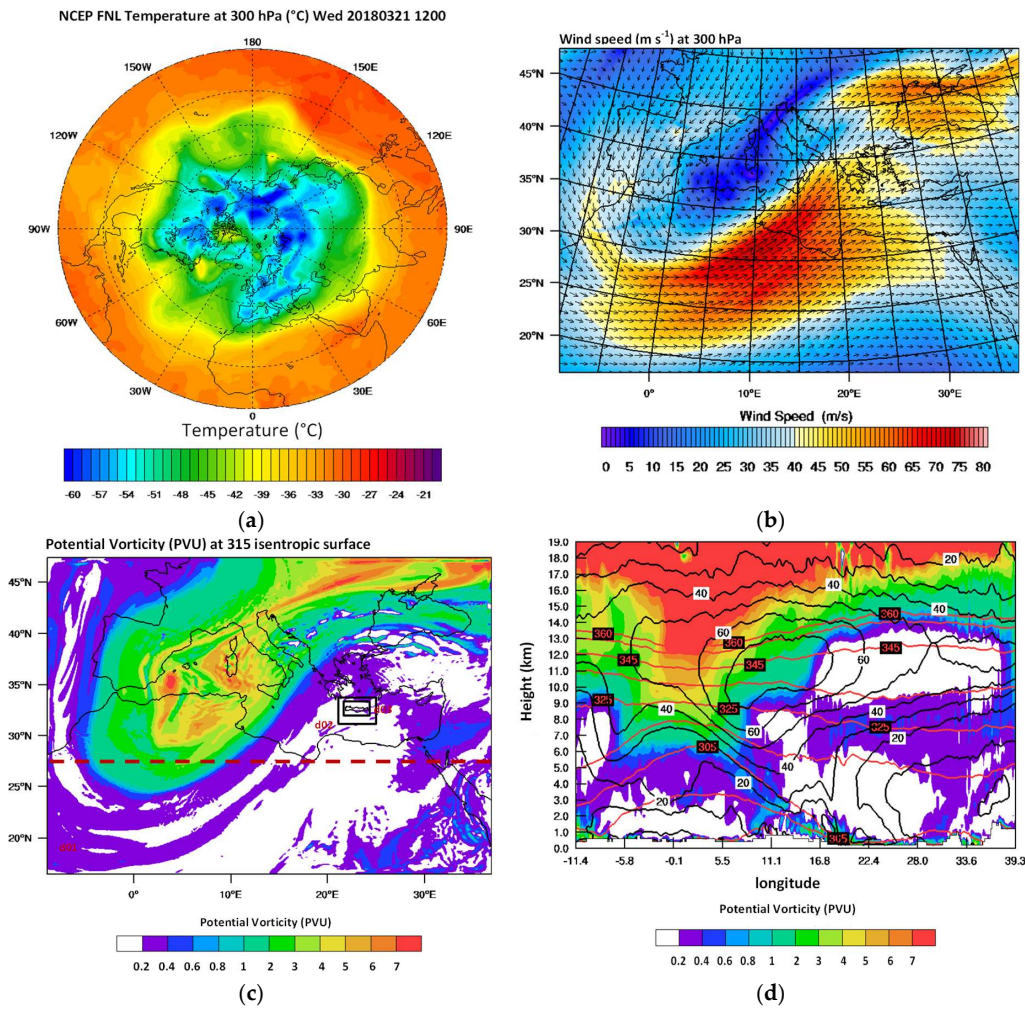 NCEP FNL Temperature at 300 hPa (°C) Wed 20180321 1200
180
150W 150E
120W 120E
90W 90E
60W 60E
30W 30E
0
Temperature (°C)
-60 -57 -54 -51 -48 -45 -42 -39 -36 -33 -30 -27 -24 -21
(a)
Wind speed (m s⁻¹) at 300 hPa
45°N
40°N
35°N
30°N
25°N
20°N
0° 10°E 20°E 30°E
Wind Speed (m/s)
0 5 10 15 20 25 30 35 40 45 50 55 60 65 70 75 80
(b)
Potential Vorticity (PVU) at 315 isentropic surface
45°N
40°N
35°N
30°N
25°N
20°N
d02
d01
0° 10°E 20°E 30°E
Potential Vorticity (PVU)
0.2 0.4 0.6 0.8 1 2 3 4 5 6 7
(c)
19.0
18.0
17.0
16.0
15.0
14.0
13.0
12.0
11.0
10.0
9.0
8.0
7.0
6.0
5.0
4.0
3.0
2.0
1.0
0.0
Height (km)
20
40
40
40
360
360
60
360
345
345
345
60
325
325
325
40
40
60
20
305
40
20
20
20
305
-11.4 -5.8 -0.1 5.5 11.1 16.8 22.4 28.0 33.6 39.3
longitude
Potential Vorticity (PVU)
0.2 0.4 0.6 0.8 1 2 3 4 5 6 7
(d)